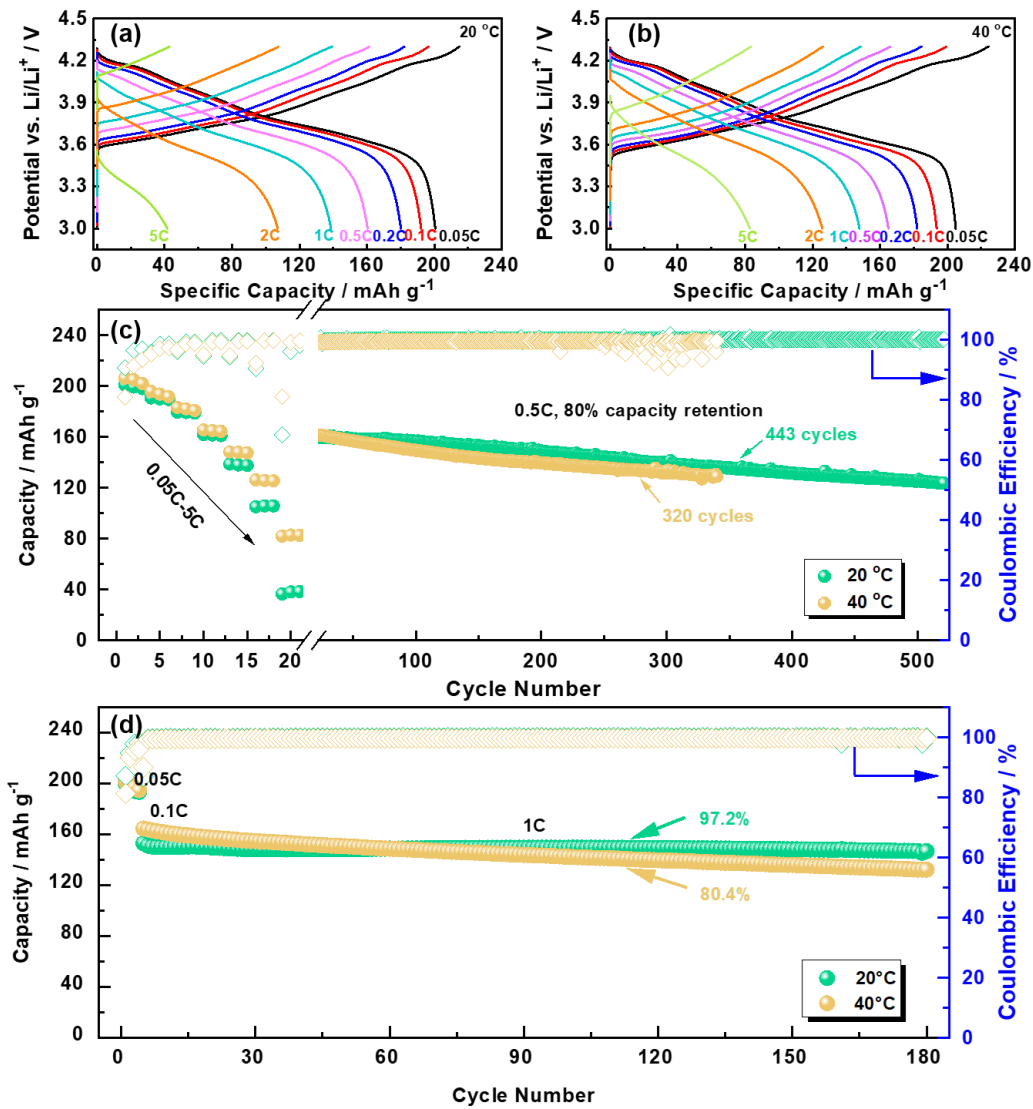 (a)
20 °C
4.5
4.2
3.9
3.6
3.3
3.0
Potential vs. Li/Li⁺ / V
5C
2C
1C
0.5C
0.2C
0.1C
0.05C
0 40 80 120 160 200 240
Specific Capacity / mAh g⁻¹
(b)
40 °C
4.5
4.2
3.9
3.6
3.3
3.0
Potential vs. Li/Li⁺ / V
5C
2C
1C
0.5C
0.2C
0.1C
0.05C
0 40 80 120 160 200 240
Specific Capacity / mAh g⁻¹
(c)
240
200
160
120
80
40
0
Capacity / mAh g⁻¹
0.05C-5C
0.5C, 80% capacity retention
443 cycles
320 cycles
20 °C
40 °C
100
80
60
40
20
0
Coulombic Efficiency / %
0 5 10 15 20 100 200 300 400 500
Cycle Number
(d)
240
200
160
120
80
40
0
Capacity / mAh g⁻¹
0.05C
0.1C
1C
97.2%
80.4%
20°C
40°C
100
80
60
40
20
0
Coulombic Efficiency / %
0 30 60 90 120 150 180
Cycle Number